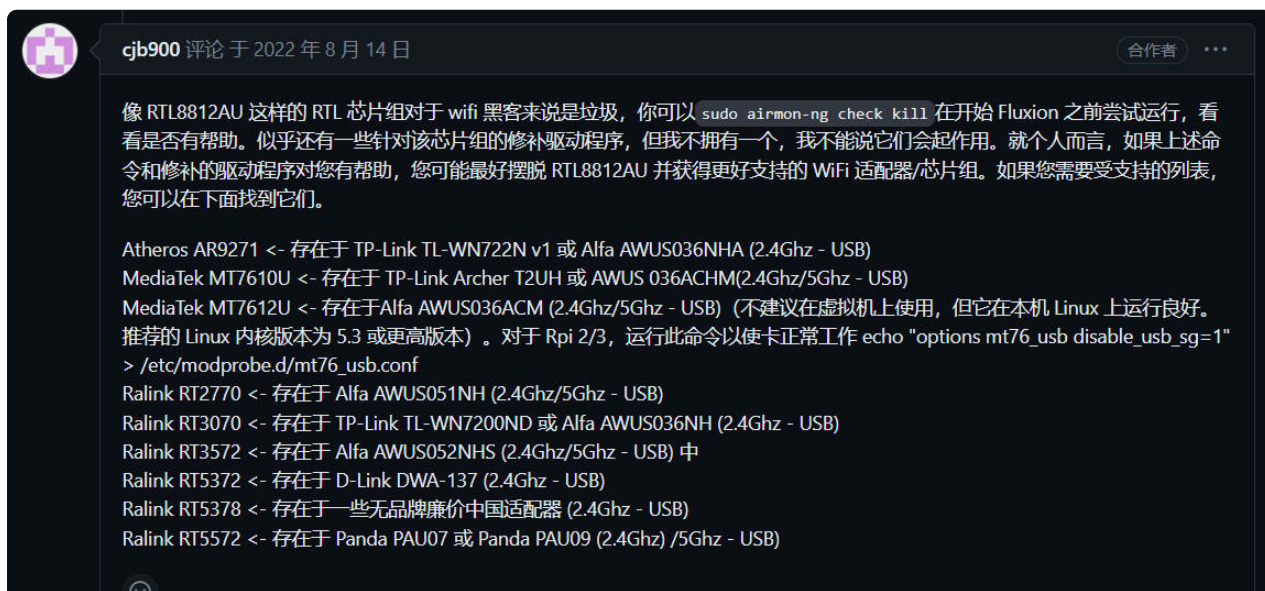 cjb900 评论 于 2022 年 8 月 14 日
合作者
像 RTL8812AU 这样的 RTL 芯片组对于 wifi 黑客来说是垃圾，你可以 sudo airmon-ng check kill 在开始 Fluxion 之前尝试运行，看
看是否有帮助。似乎还有一些针对该芯片组的修补驱动程序，但我不拥有一个，我不能说它们会起作用。就个人而言，如果上述命
令和修补的驱动程序对您有帮助，您可能最好摆脱 RTL8812AU 并获得更好支持的 WiFi 适配器/芯片组。如果您需要受支持的列表，
您可以在下面找到它们。
Atheros AR9271 <- 存在于 TP-Link TL-WN722N v1 或 Alfa AWUS036NHA (2.4Ghz - USB)
MediaTek MT7610U <- 存在于 TP-Link Archer T2UH 或 AWUS 036ACHM(2.4Ghz/5Ghz - USB)
MediaTek MT7612U <- 存在于Alfa AWUS036ACM (2.4Ghz/5Ghz - USB)（不建议在虚拟机上使用，但它在本机 Linux 上运行良好。
推荐的 Linux 内核版本为 5.3 或更高版本）。对于 Rpi 2/3，运行此命令以使卡正常工作 echo "options mt76_usb disable_usb_sg=1"
> /etc/modprobe.d/mt76_usb.conf
Ralink RT2770 <- 存在于 Alfa AWUS051NH (2.4Ghz/5Ghz - USB)
Ralink RT3070 <- 存在于 TP-Link TL-WN7200ND 或 Alfa AWUS036NH (2.4Ghz - USB)
Ralink RT3572 <- 存在于 Alfa AWUS052NHS (2.4Ghz/5Ghz - USB) 中
Ralink RT5372 <- 存在于 D-Link DWA-137 (2.4Ghz - USB)
Ralink RT5378 <- 存在于一些无品牌廉价中国适配器 (2.4Ghz - USB)
Ralink RT5572 <- 存在于 Panda PAU07 或 Panda PAU09 (2.4Ghz) /5Ghz - USB)